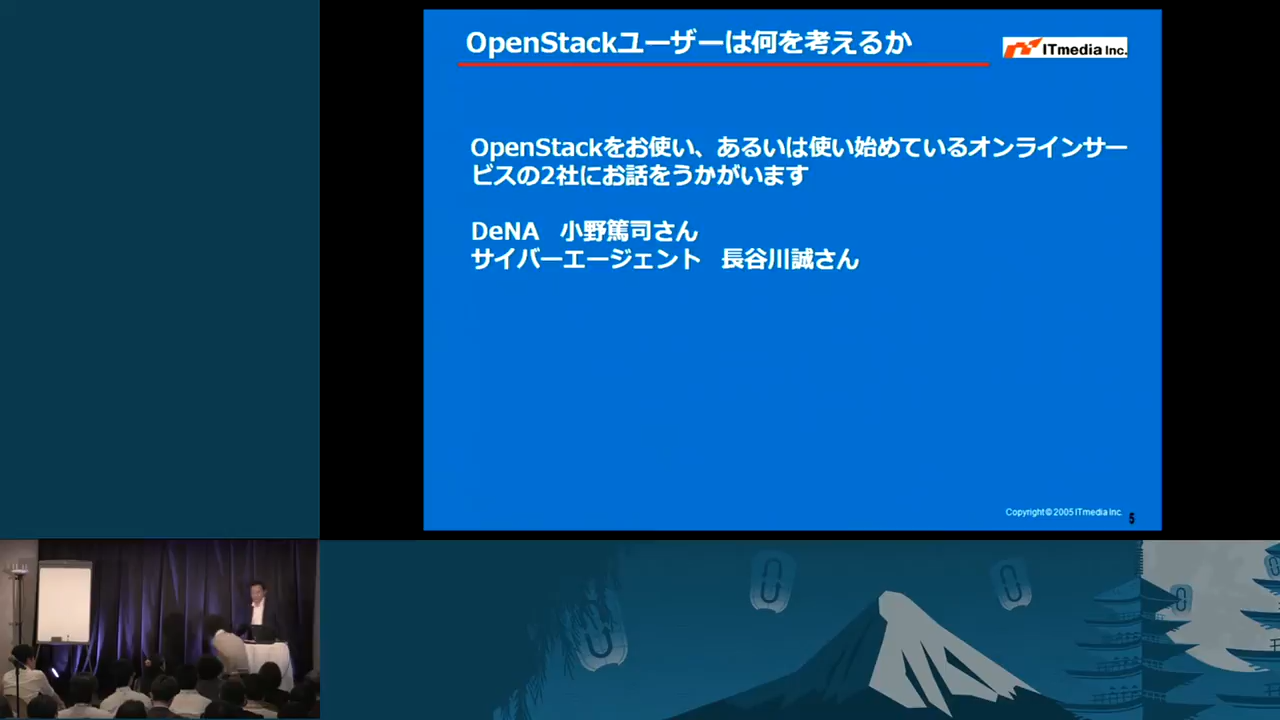 OpenStackユーザーは何を考えるか
ITmedia Inc.
OpenStackをお使い、あるいは使い始めているオンラインサー
ビスの2社にお話をうかがいます
DeNA　小野篤司さん
サイバーエージェント　長谷川誠さん
Copyright © 2005 ITmedia Inc.
5